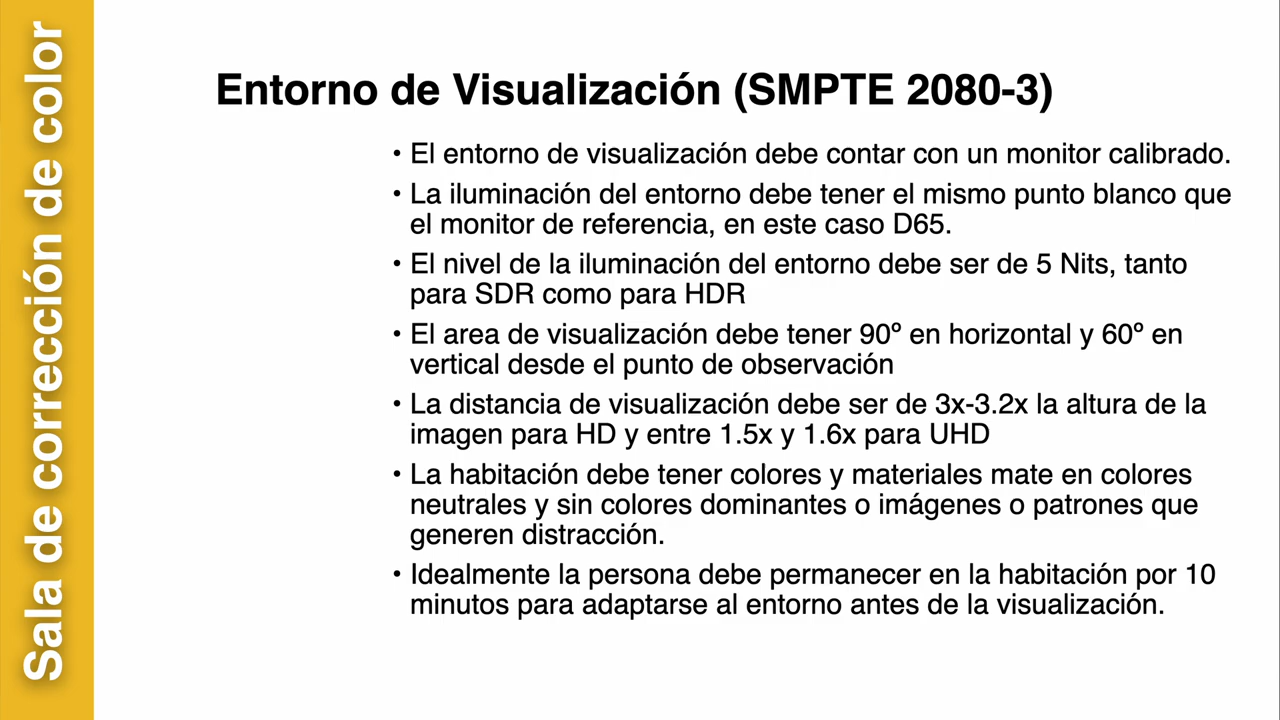 Sala de corrección de color
Entorno de Visualización (SMPTE 2080-3)
• El entorno de visualización debe contar con un monitor calibrado.
• La iluminación del entorno debe tener el mismo punto blanco que
el monitor de referencia, en este caso D65.
• El nivel de la iluminación del entorno debe ser de 5 Nits, tanto
para SDR como para HDR
• El area de visualización debe tener 90º en horizontal y 60º en
vertical desde el punto de observación
• La distancia de visualización debe ser de 3x-3.2x la altura de la
imagen para HD y entre 1.5x y 1.6x para UHD
• La habitación debe tener colores y materiales mate en colores
neutrales y sin colores dominantes o imágenes o patrones que
generen distracción.
• Idealmente la persona debe permanecer en la habitación por 10
minutos para adaptarse al entorno antes de la visualización.